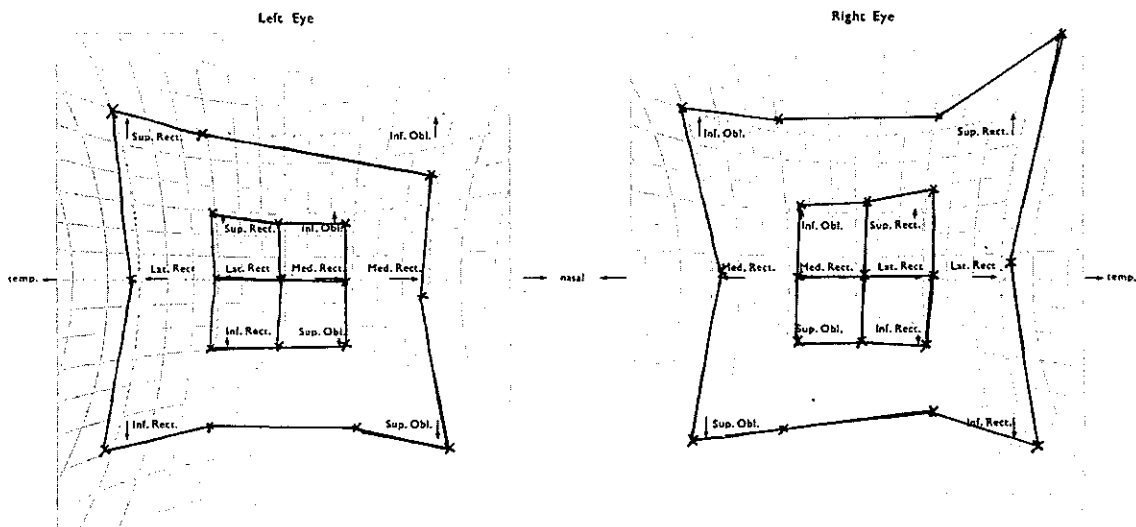 Left Eye Right Eye
Sup. Rect. Inf. Obl. Inf. Obl. Sup. Rect.
Sup. Rect. Inf. Obl. Inf. Obl. Sup. Rect.
temp. Lat. Rect Lat. Rect Med. Rect. Med. Rect. nasal Med. Rect. Med. Rect. Lat. Rect. Lat. Rect temp.
Inf. Rect. Sup. Obl. Sup. Obl. Inf. Rect.
Inf. Rect. Sup. Obl. Sup. Obl. Inf. Rect.